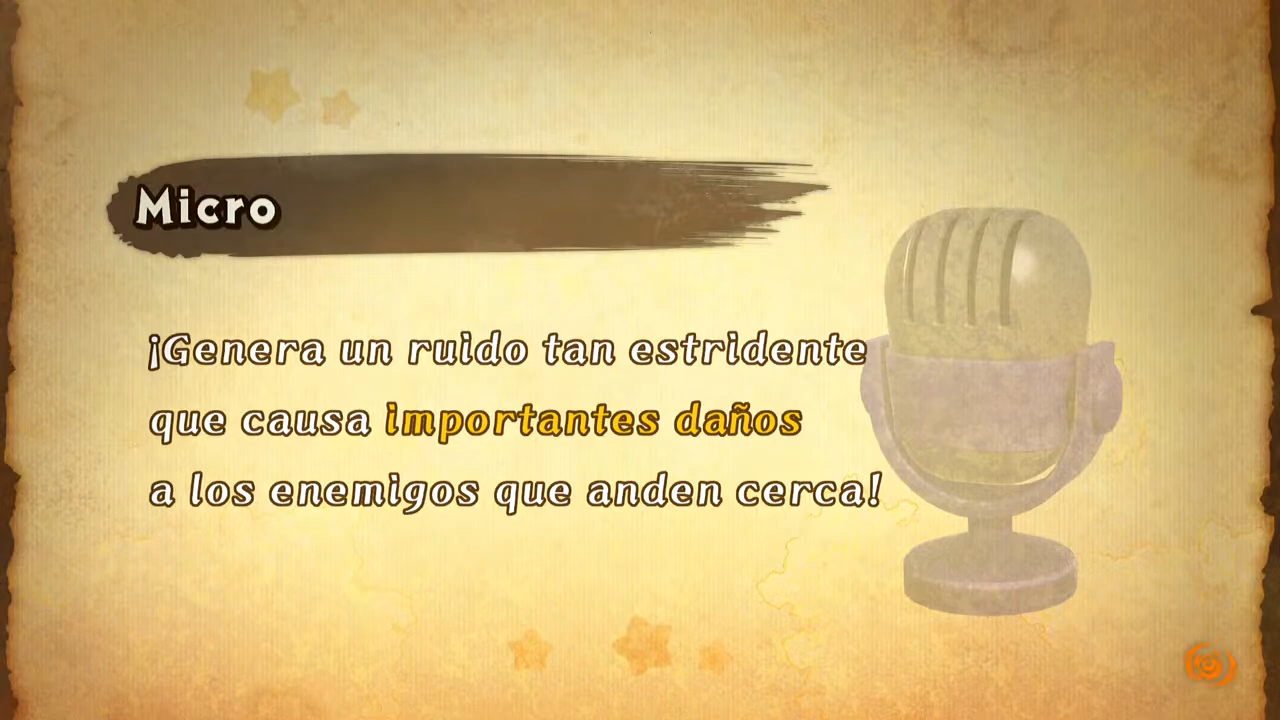 Micro
¡Genera un ruido tan estridente
que causa importantes daños
a los enemigos que anden cerca!